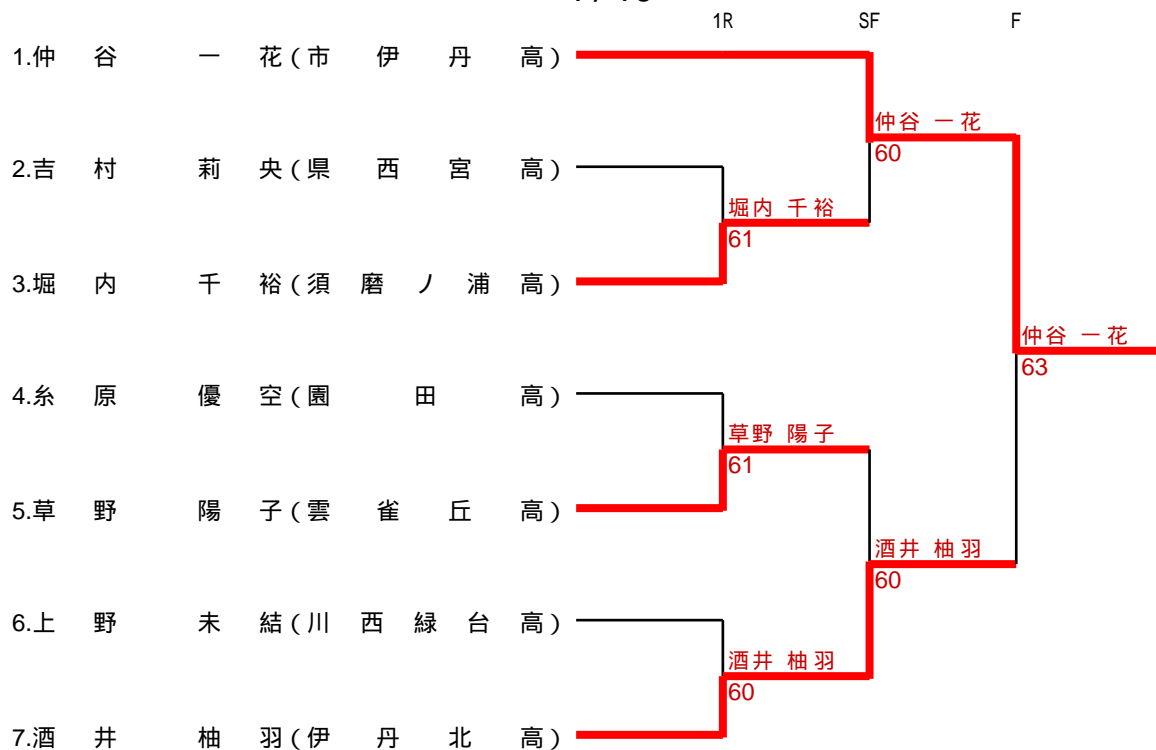 1R SF F
1.仲谷 一花(市伊丹高)
仲谷 一花
60
2.吉村 莉央(県西宮高)
堀内 千裕
61
3.堀内 千裕(須磨ノ浦高)
仲谷 一花
63
4.糸原 優空(園田高)
草野 陽子
61
5.草野 陽子(雲雀丘高)
酒井 柚羽
60
6.上野 未結(川西緑台高)
酒井 柚羽
60
7.酒井 柚羽(伊丹北高)